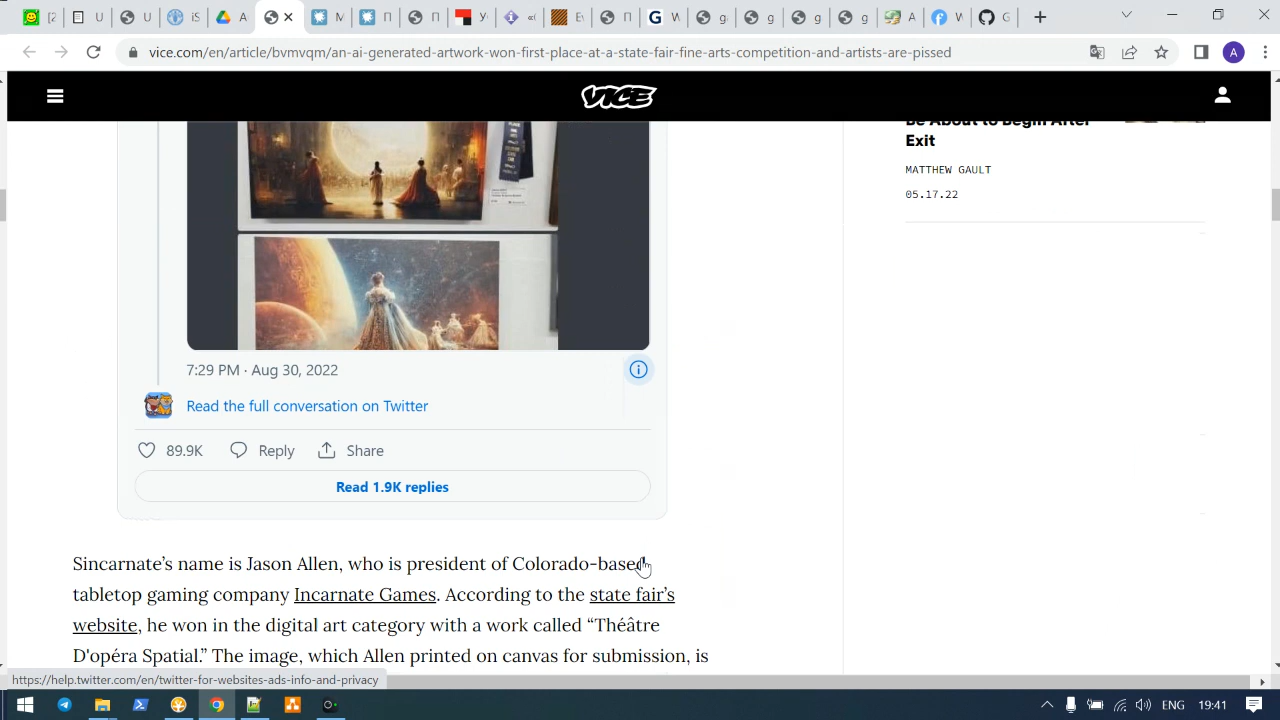 U
iS
A
M
Г
Г
У
«
Ev
Г
G
V
g
g
g
g
A
V
G
vice.com/en/article/bvmvqm/an-ai-generated-artwork-won-first-place-at-a-state-fair-fine-arts-competition-and-artists-are-pissed
A
VICE
Be About to Begin After
Exit
MATTHEW GAULT
05.17.22
7:29 PM · Aug 30, 2022
Read the full conversation on Twitter
89.9K
Reply
Share
Read 1.9K replies
Sincarnate's name is Jason Allen, who is president of Colorado-based
tabletop gaming company Incarnate Games. According to the state fair's
website, he won in the digital art category with a work called “Théâtre
D'opéra Spatial.” The image, which Allen printed on canvas for submission, is
https://help.twitter.com/en/twitter-for-websites-ads-info-and-privacy
ENG
19:41